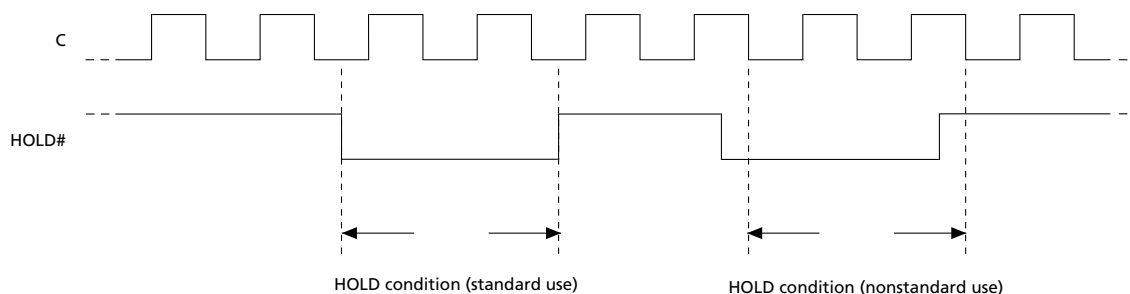 C
HOLD#
HOLD condition (standard use)
HOLD condition (nonstandard use)